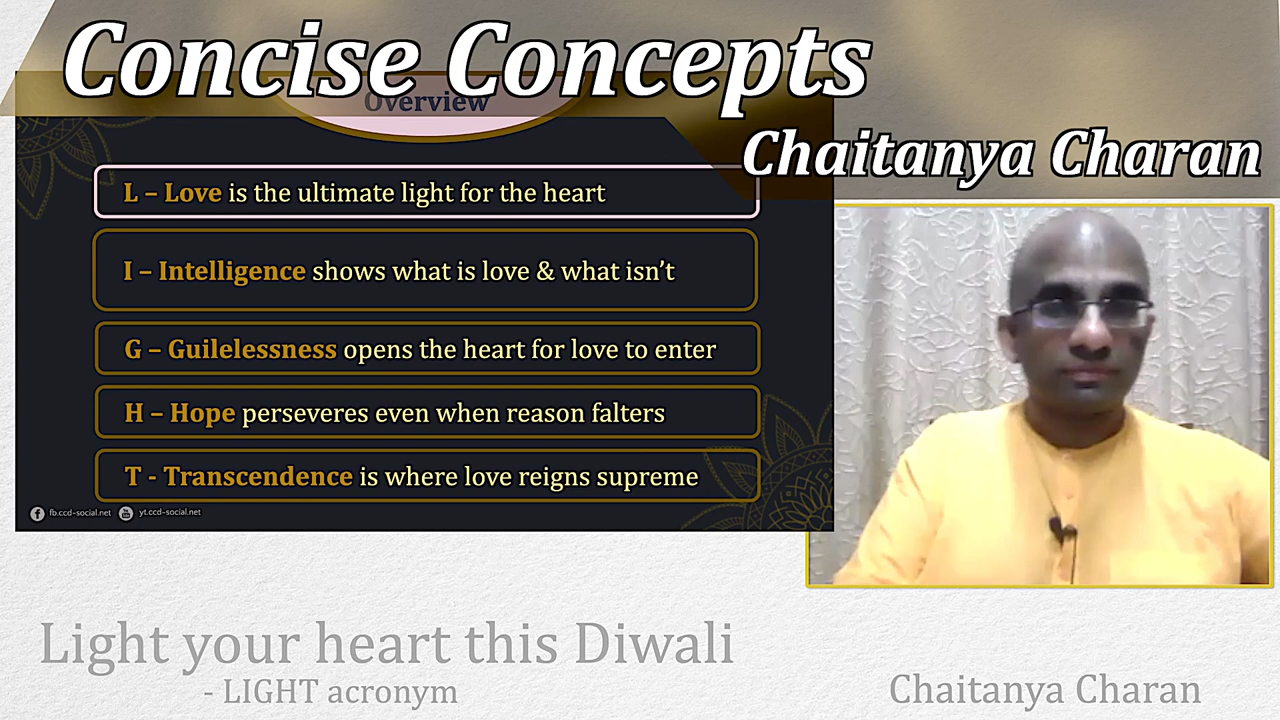 Concise Concepts
Chaitanya Charan
Overview
L – Love is the ultimate light for the heart
I – Intelligence shows what is love & what isn’t
G – Guilelessness opens the heart for love to enter
H – Hope perseveres even when reason falters
T - Transcendence is where love reigns supreme
fb.ccd-social.net yt.ccd-social.net
Light your heart this Diwali
- LIGHT acronym
Chaitanya Charan